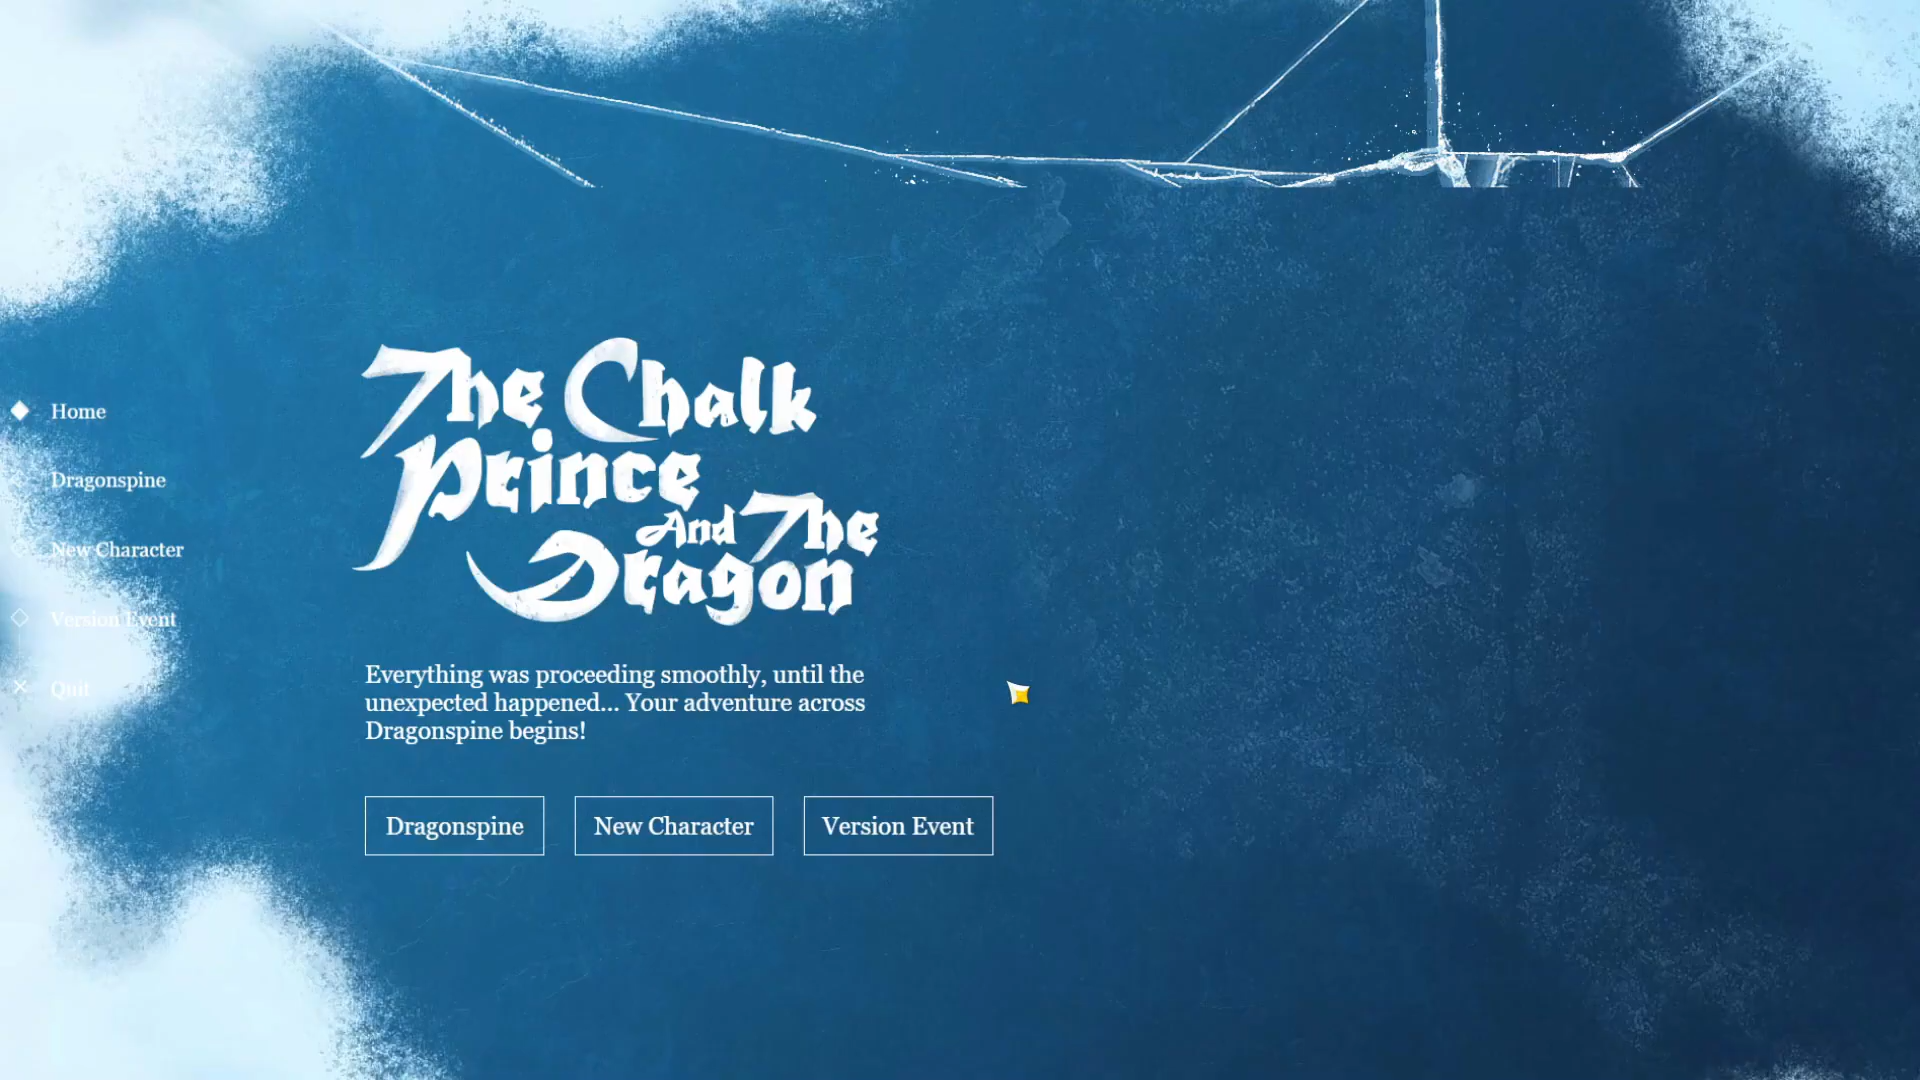 Home
Dragonspine
New Character
Version Event
Quit
The Chalk
Prince
And The
Dragon
Everything was proceeding smoothly, until the
unexpected happened... Your adventure across
Dragonspine begins!
Dragonspine
New Character
Version Event